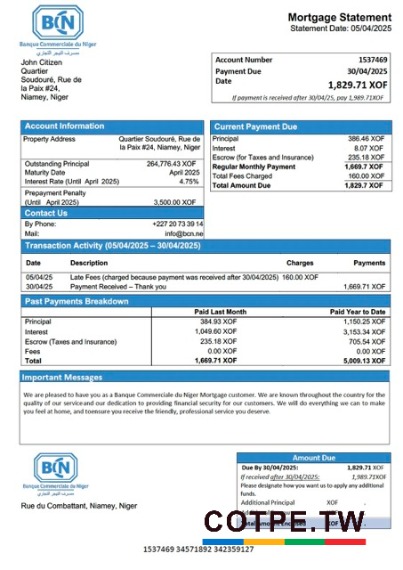 BCN
Banque Commerciale du Niger
Mortgage Statement
Statement Date: 05/04/2025
John Citizen
Quartier
Soudouré, Rue de
la Paix #24,
Niamey, Niger
Account Number 1537469
Payment Due 30/04/2025
Date
1,829.71 XOF
If payment is received after 30/04/25, pay 1,989.71XOF
Account Information
Property Address Quartier Soudouré, Rue de
la Paix #24, Niamey, Niger
Outstanding Principal 264,776.43 XOF
Maturity Date April 2025
Interest Rate (Until April 2025) 4.75%
Prepayment Penalty
(Until April 2025) 3,500.00 XOF
Contact Us
By Phone: +227 20 73 39 14
Mail: info@bcn.ne
Current Payment Due
Principal 386.46 XOF
Interest 8.07 XOF
Escrow (for Taxes and Insurance) 235.18 XOF
Regular Monthly Payment 1,669.7 XOF
Total Fees Charged 160.00 XOF
Total Amount Due 1,829.7 XOF
Transaction Activity (05/04/2025 – 30/04/2025)
Date Description Charges Payments
05/04/25 Late Fees (charged because payment was received after 30/04/2025) 160.00 XOF
30/04/25 Payment Received – Thank you 1,669.71 XOF
Past Payments Breakdown
Paid Last Month Paid Year to Date
Principal 384.93 XOF 1,150.25 XOF
Interest 1,049.60 XOF 3,153.34 XOF
Escrow (Taxes and Insurance) 235.18 XOF 705.54 XOF
Fees 0.00 XOF 0.00 XOF
Total 1,669.71 XOF 5,009.13 XOF
Important Messages
We are pleased to have you as a Banque Commerciale du Niger Mortgage customer. We are known throughout the country for the
quality of our service and our dedication to providing financial security for our customers. We will do everything we can to make
you feel at home, and toensure you receive the friendly, professional service you deserve.
BCN
Banque Commerciale du Niger
Rue du Combattant, Niamey, Niger
Amount Due
Due By 30/04/2025: 1,829.71 XOF
If received after 30/04/2025: 1,989.71XOF
Please designate how you want us to apply any additional
funds.
Additional Principal XOF
COTPE.TW
1537469 34571892 342359127